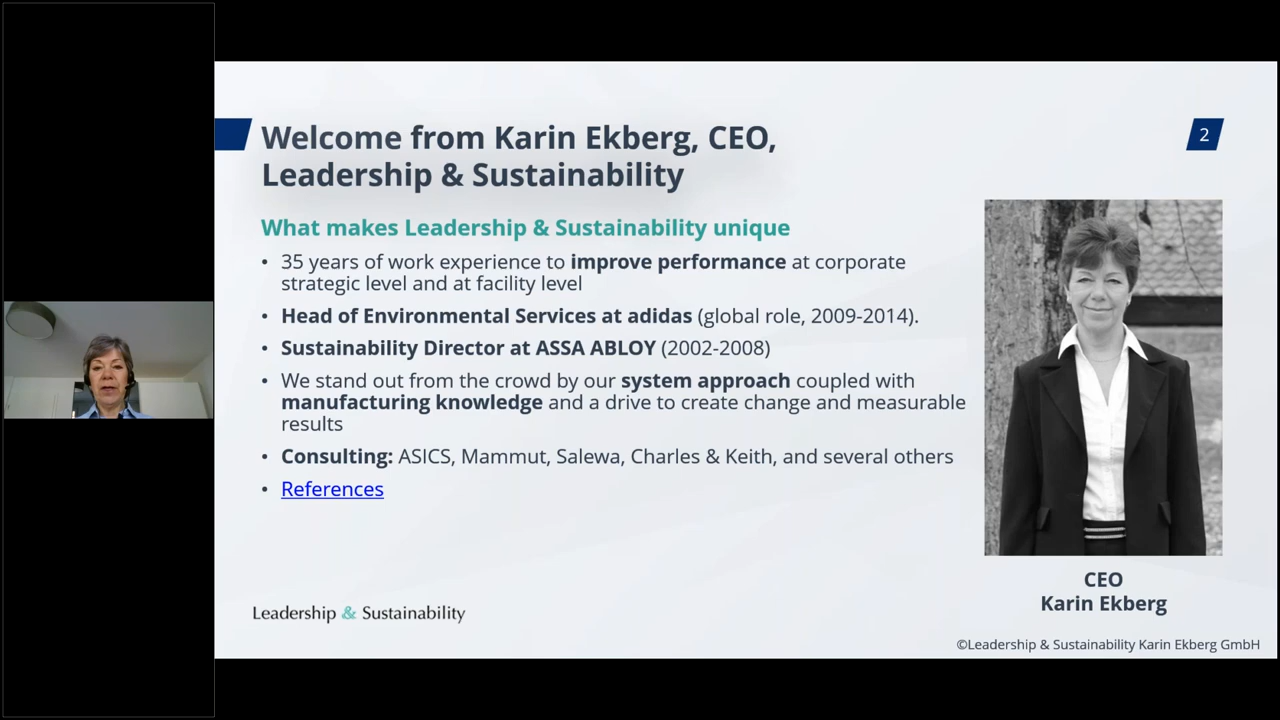 Welcome from Karin Ekberg, CEO,
Leadership & Sustainability
2
What makes Leadership & Sustainability unique
• 35 years of work experience to improve performance at corporate
strategic level and at facility level
• Head of Environmental Services at adidas (global role, 2009-2014).
• Sustainability Director at ASSA ABLOY (2002-2008)
• We stand out from the crowd by our system approach coupled with
manufacturing knowledge and a drive to create change and measurable
results
• Consulting: ASICS, Mammut, Salewa, Charles & Keith, and several others
• References
CEO
Karin Ekberg
Leadership & Sustainability
©Leadership & Sustainability Karin Ekberg GmbH